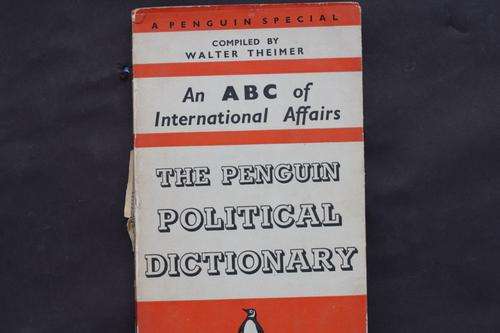 A PENGUIN SPECIAL
COMPILED BY
WALTER THEIMER
An ABC of
International Affairs
THE PENGUIN
POLITICAL
DICTIONARY